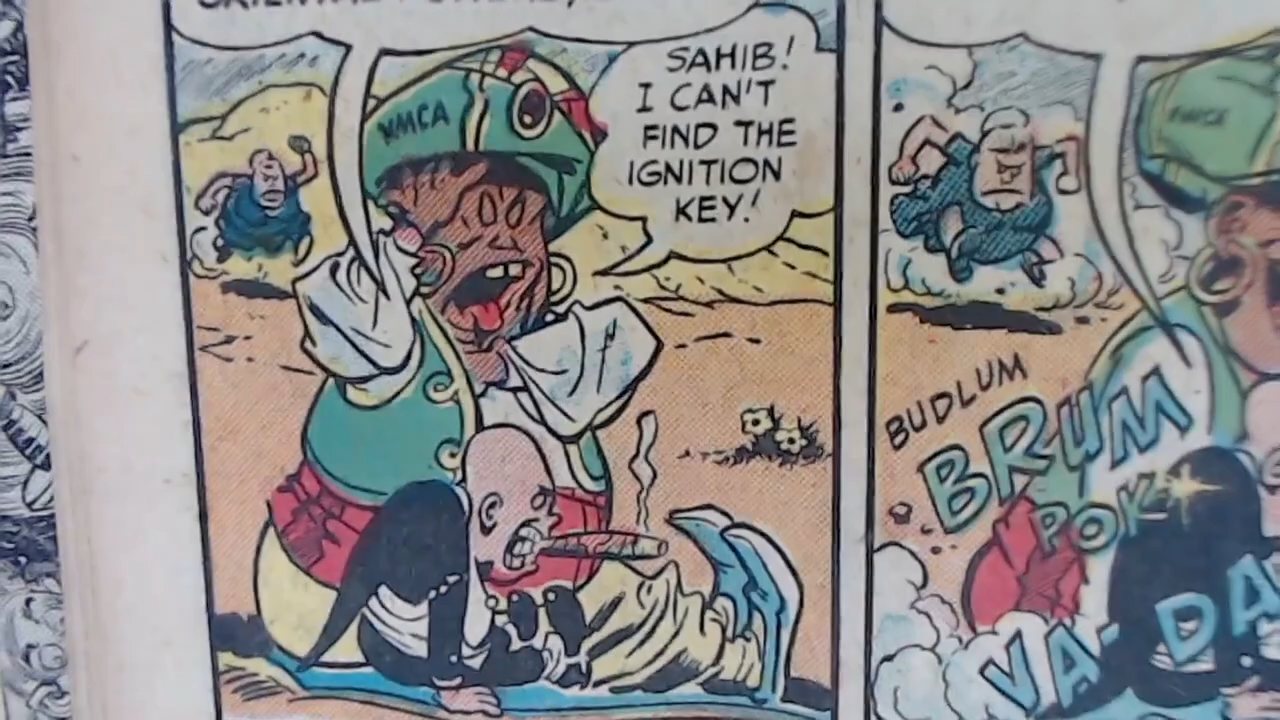 SAHIB!
I CAN'T
FIND THE
IGNITION
KEY!
YMCA
BUDLUM
BRUM
POK
VA-DA